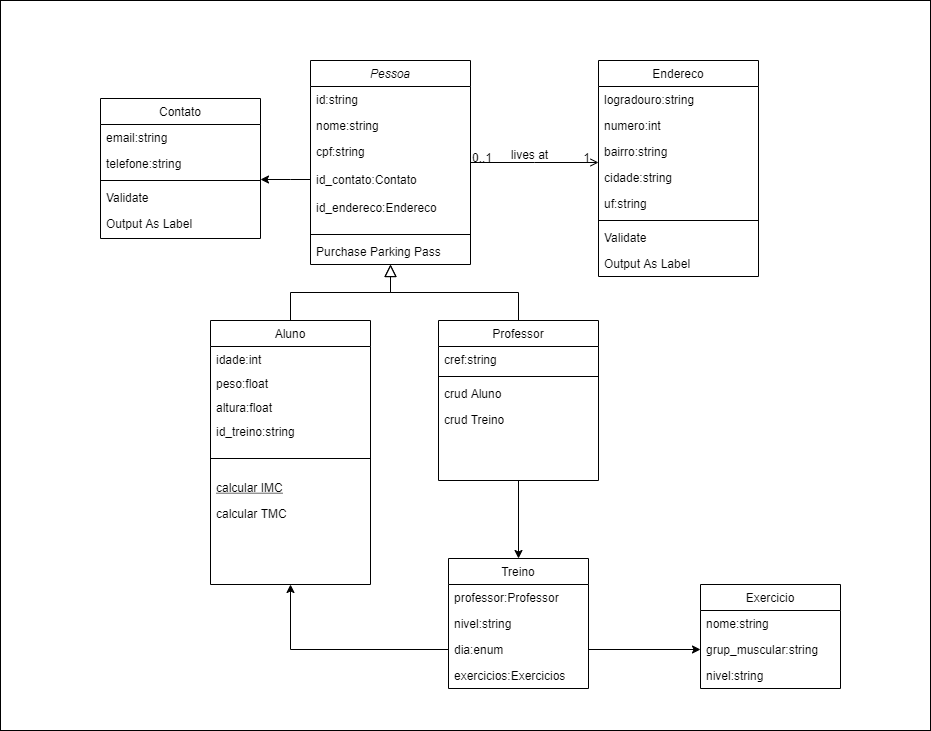 Pessoa
id:string
nome:string
cpf:string
id_contato:Contato
id_endereco:Endereco
Purchase Parking Pass
Contato
email:string
telefone:string
Validate
Output As Label
0..1
lives at
1
Endereco
logradouro:string
numero:int
bairro:string
cidade:string
uf:string
Validate
Output As Label
Aluno
idade:int
peso:float
altura:float
id_treino:string
calcular IMC
calcular TMC
Professor
cref:string
crud Aluno
crud Treino
Treino
professor:Professor
nivel:string
dia:enum
exercicios:Exercicios
Exercicio
nome:string
grup_muscular:string
nivel:string